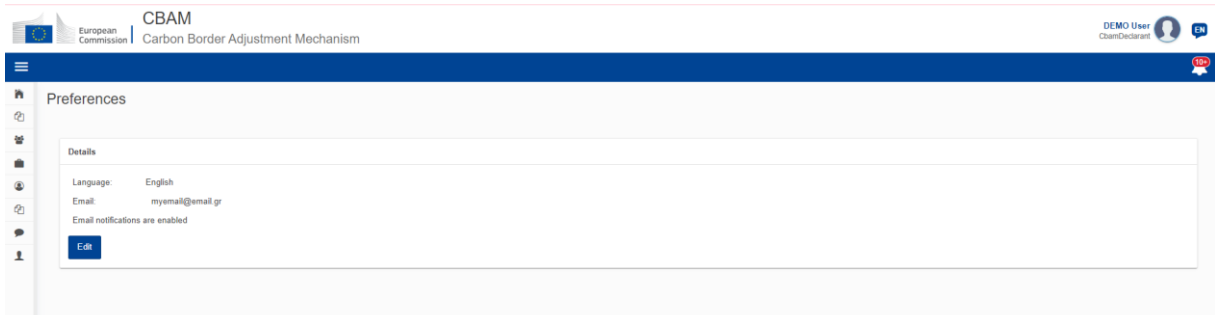 European
Commission
CBAM
Carbon Border Adjustment Mechanism
DEMO User
CbamDeclarant
EN
10+
Preferences
Details
Language: English
Email: myemail@email.gr
Email notifications are enabled
Edit